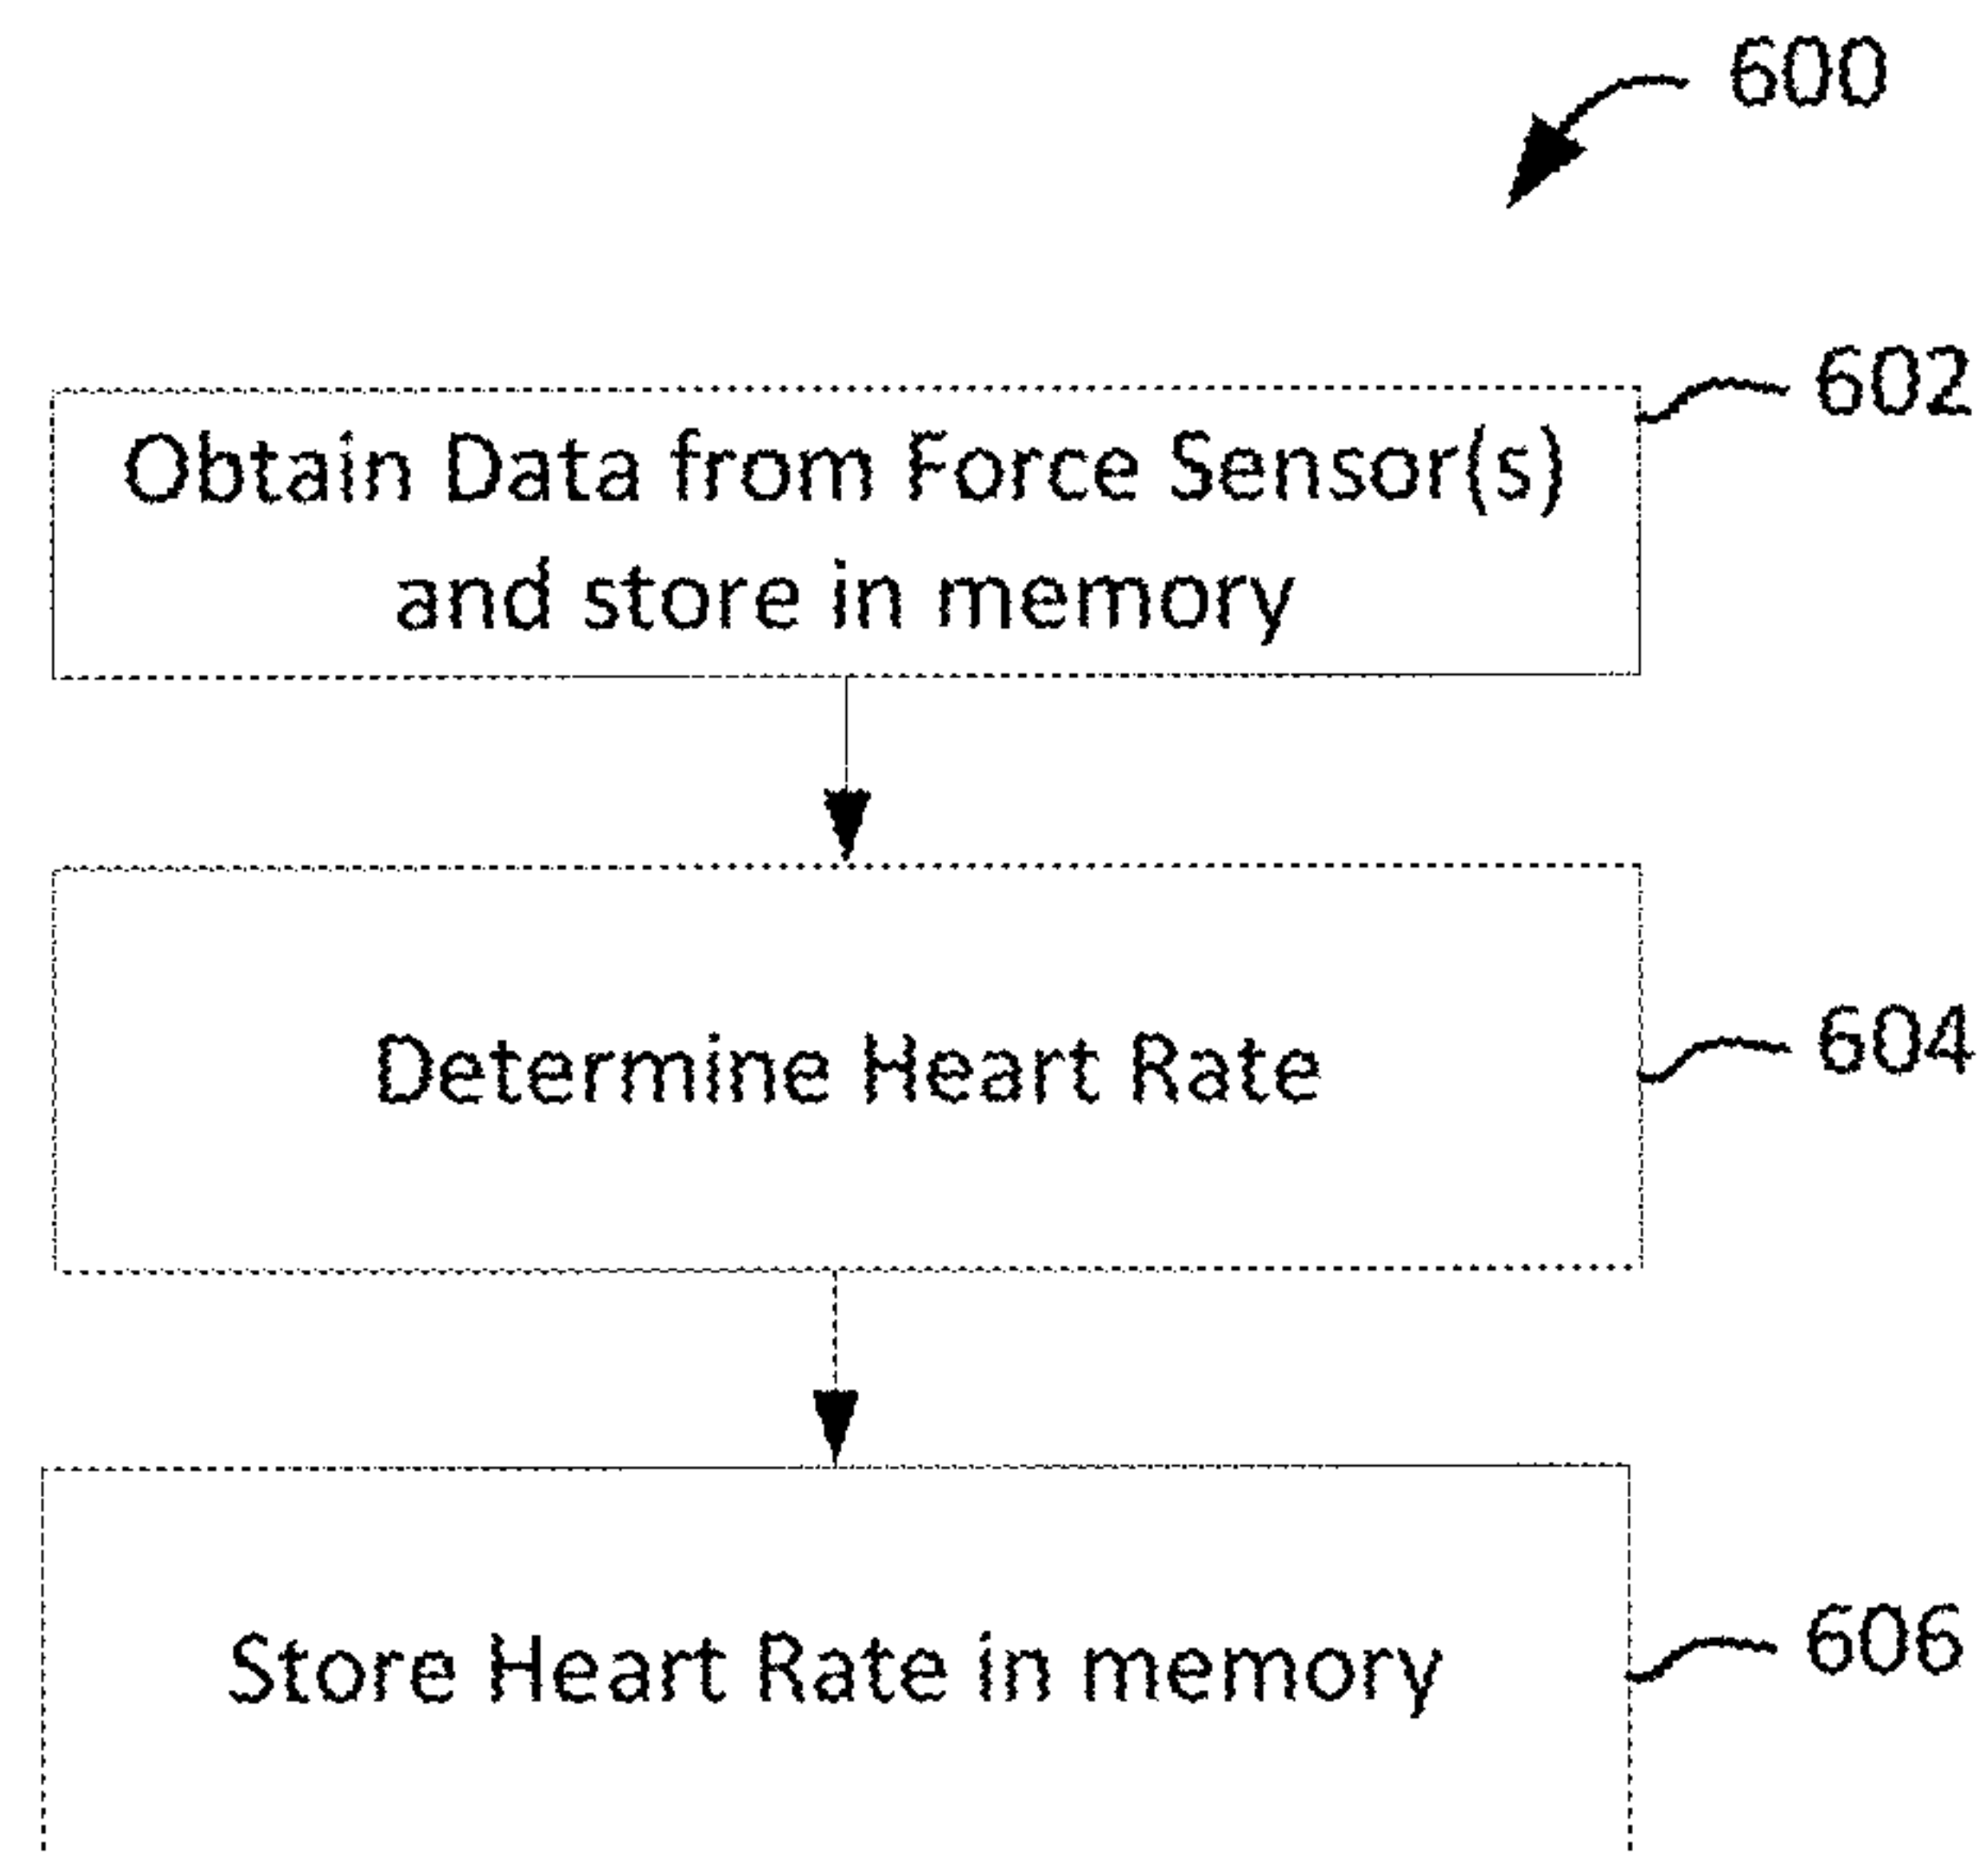 600
602
Obtain Data from Force Sensor(s)
and store in memory
Determine Heart Rate
604
Store Heart Rate in memory
606